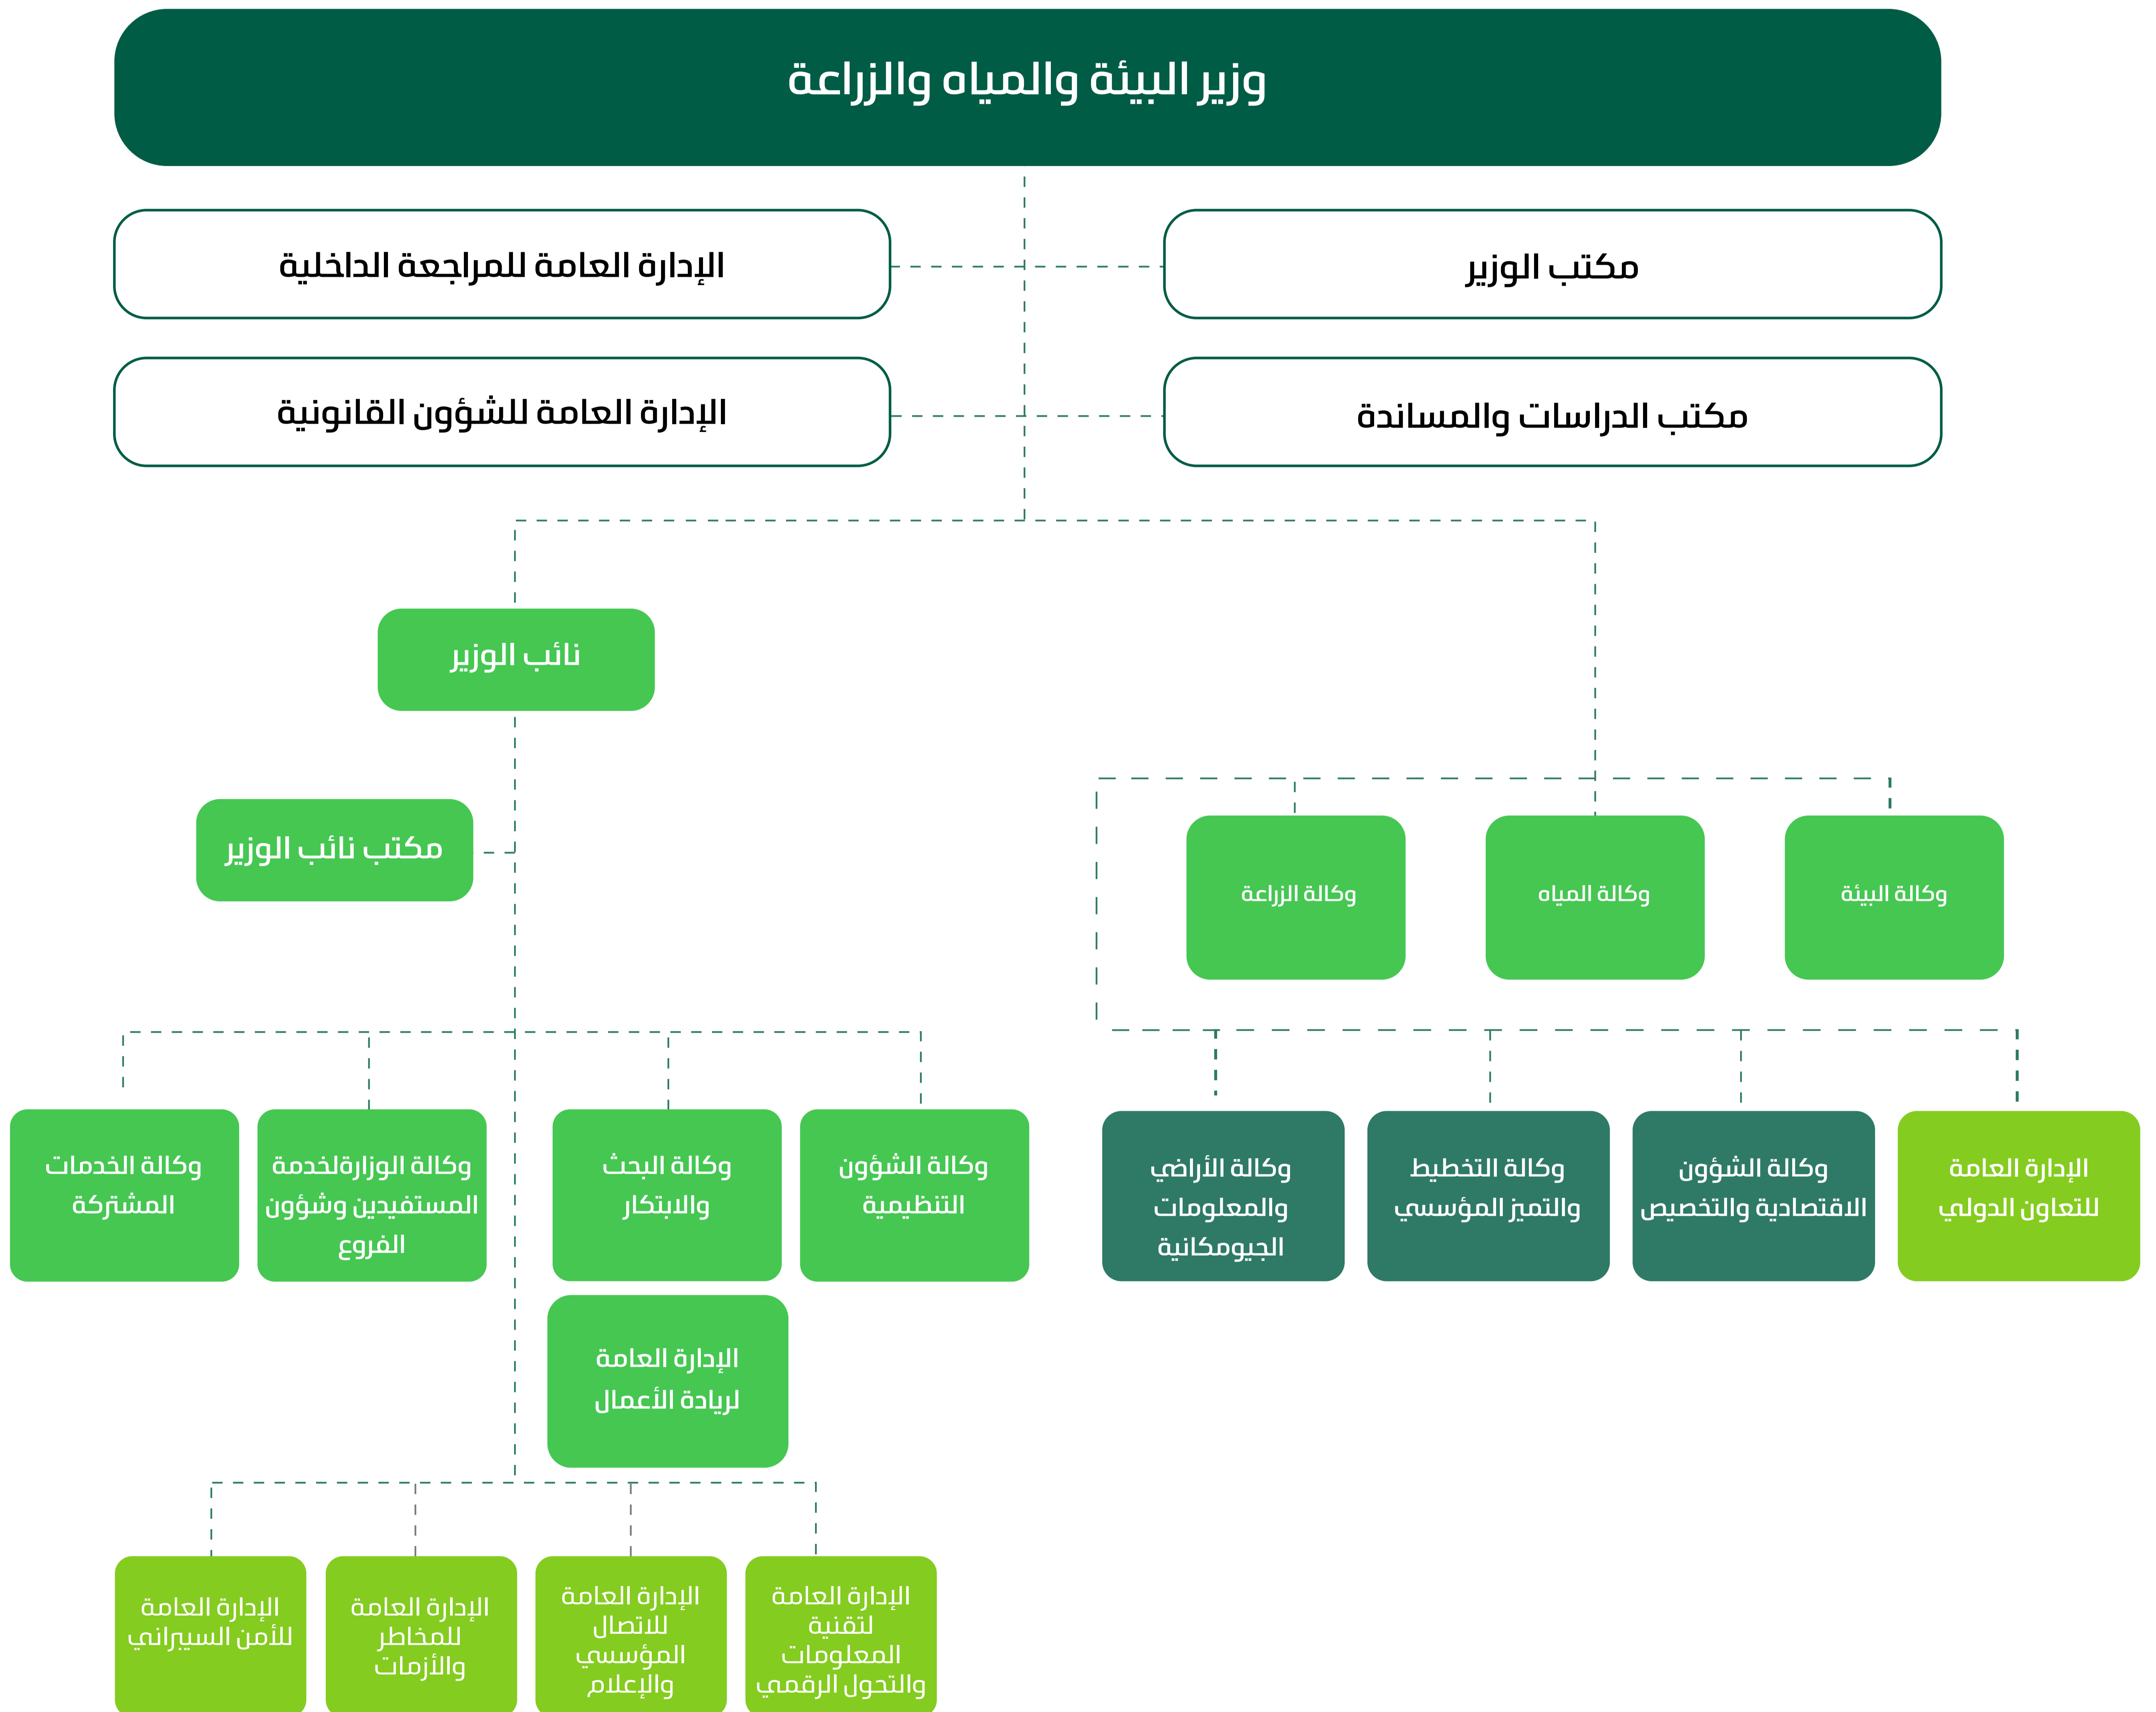 وزير البيئة والمياه والزراعة
مكتب الوزير
الإدارة العامة للمراجعة الداخلية
مكتب الدراسات والمساندة
الإدارة العامة للشؤون القانونية
نائب الوزير
مكتب نائب الوزير
وكالة البيئة
وكالة المياه
وكالة الزراعة
الإدارة العامة
للتعاون الدولي
وكالة الشؤون
الاقتصادية والتخصيص
وكالة التخطيط
والتميز المؤسسي
وكالة الأراضي
والمعلومات
الجيومكانية
وكالة الشؤون
التنظيمية
وكالة البحث
والابتكار
وكالة الوزارةلخدمة
المستفيدين وشؤون
الفروع
وكالة الخدمات
المشتركة
الإدارة العامة
لريادة الأعمال
الإدارة العامة
لتقنية
المعلومات
والتحول الرقمي
الإدارة العامة
للاتصال
المؤسسي
والإعلام
الإدارة العامة
للمخاطر
والأزمات
الإدارة العامة
للأمن السيبراني